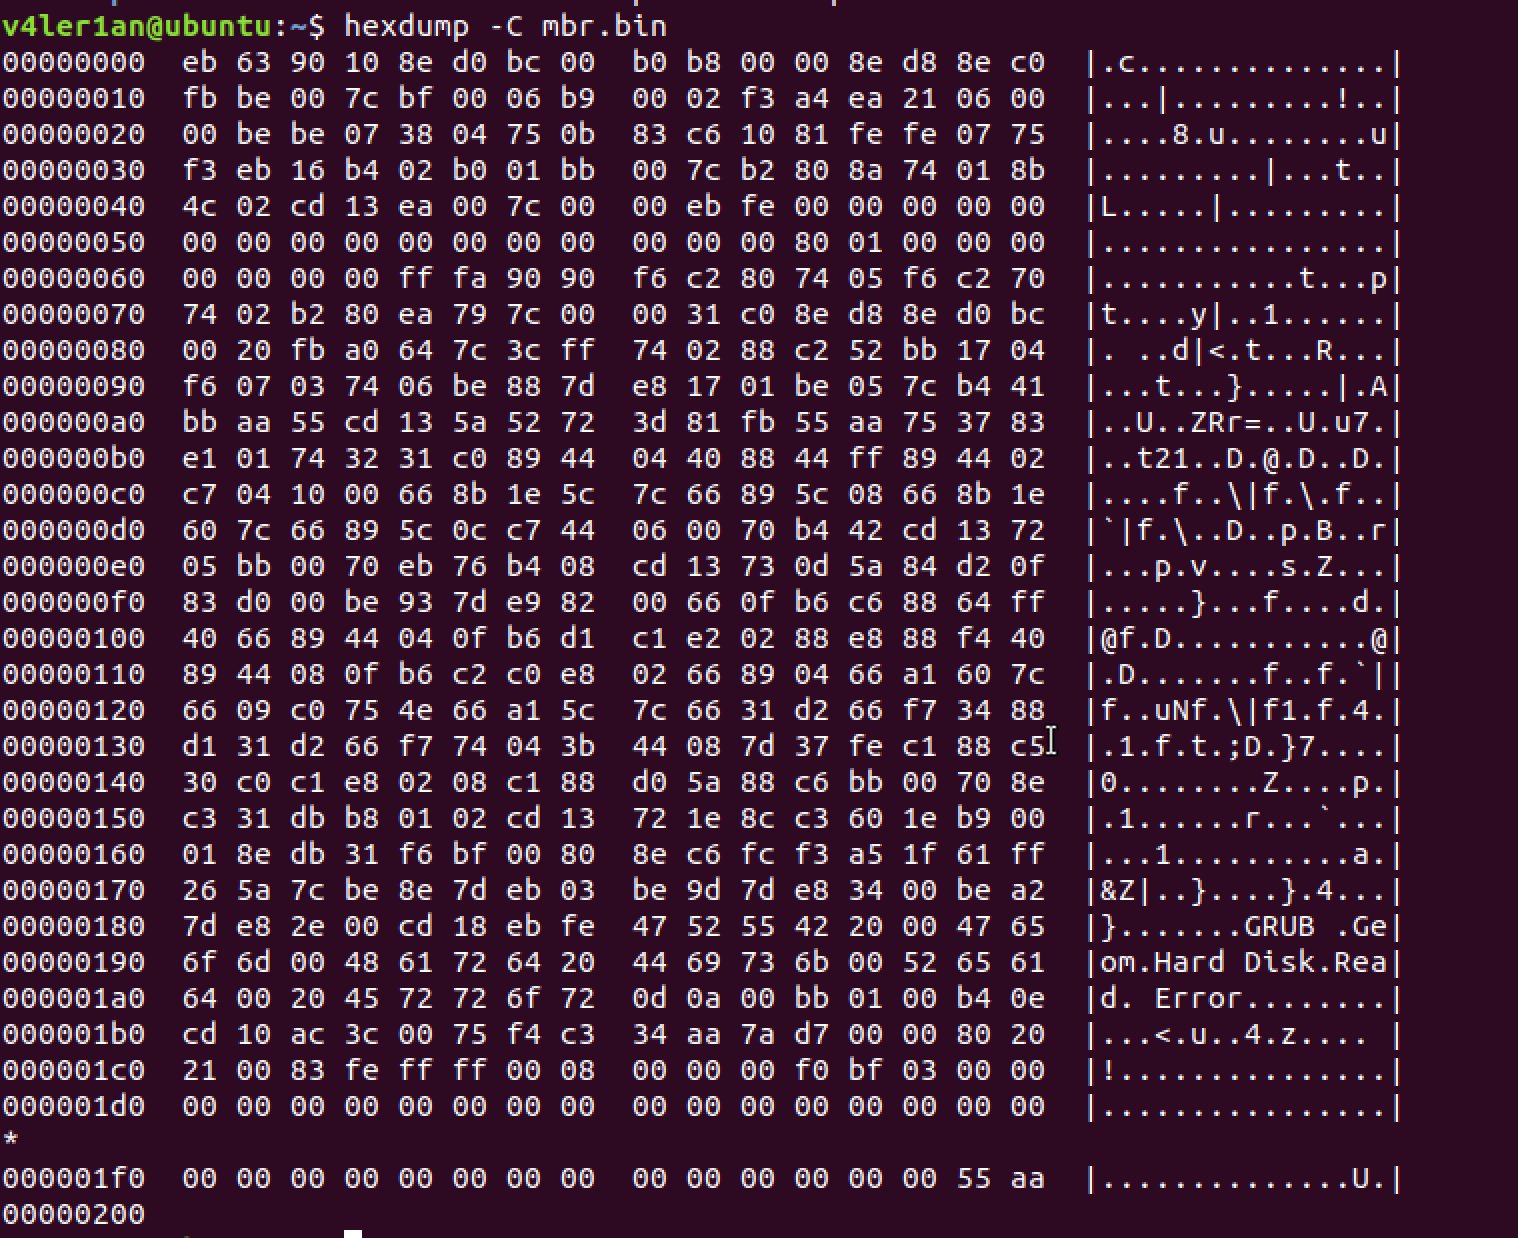 v4ler1an@ubuntu:~$ hexdump -C mbr.bin
00000000  eb 63 90 10 8e d0 bc 00  b0 b8 00 00 8e d8 8e c0  |.c..............|
00000010  fb be 00 7c bf 00 06 b9  00 02 f3 a4 ea 21 06 00  |...|.........!..|
00000020  00 be be 07 38 04 75 0b  83 c6 10 81 fe fe 07 75  |....8.u........u|
00000030  f3 eb 16 b4 02 b0 01 bb  00 7c b2 80 8a 74 01 8b  |.........|...t..|
00000040  4c 02 cd 13 ea 00 7c 00  00 eb fe 00 00 00 00 00  |L.....|.........|
00000050  00 00 00 00 00 00 00 00  00 00 00 80 01 00 00 00  |................|
00000060  00 00 00 00 ff fa 90 90  f6 c2 80 74 05 f6 c2 70  |...........t...p|
00000070  74 02 b2 80 ea 79 7c 00  00 31 c0 8e d8 8e d0 bc  |t....y|..1......|
00000080  00 20 fb a0 64 7c 3c ff  74 02 88 c2 52 bb 17 04  |. ..d|<.t...R...|
00000090  f6 07 03 74 06 be 88 7d  e8 17 01 be 05 7c b4 41  |...t...}.....|.A|
000000a0  bb aa 55 cd 13 5a 52 72  3d 81 fb 55 aa 75 37 83  |..U..ZRr=..U.u7.|
000000b0  e1 01 74 32 31 c0 89 44  04 40 88 44 ff 89 44 02  |..t21..D.@.D..D.|
000000c0  c7 04 10 00 66 8b 1e 5c  7c 66 89 5c 08 66 8b 1e  |....f..\|f.\.f..|
000000d0  60 7c 66 89 5c 0c c7 44  06 00 70 b4 42 cd 13 72  |`|f.\..D..p.B..r|
000000e0  05 bb 00 70 eb 76 b4 08  cd 13 73 0d 5a 84 d2 0f  |...p.v....s.Z...|
000000f0  83 d0 00 be 93 7d e9 82  00 66 0f b6 c6 88 64 ff  |.....}...f....d.|
00000100  40 66 89 44 04 0f b6 d1  c1 e2 02 88 e8 88 f4 40  |@f.D...........@|
00000110  89 44 08 0f b6 c2 c0 e8  02 66 89 04 66 a1 60 7c  |.D.......f..f.`||
00000120  66 09 c0 75 4e 66 a1 5c  7c 66 31 d2 66 f7 34 88  |f..uNf.\|f1.f.4.|
00000130  d1 31 d2 66 f7 74 04 3b  44 08 7d 37 fe c1 88 c5  |.1.f.t.;D.}7....|
00000140  30 c0 c1 e8 02 08 c1 88  d0 5a 88 c6 bb 00 70 8e  |0........Z....p.|
00000150  c3 31 db b8 01 02 cd 13  72 1e 8c c3 60 1e b9 00  |.1......r...`...|
00000160  01 8e db 31 f6 bf 00 80  8e c6 fc f3 a5 1f 61 ff  |...1..........a.|
00000170  26 5a 7c be 8e 7d eb 03  be 9d 7d e8 34 00 be a2  |&Z|..}....}.4...|
00000180  7d e8 2e 00 cd 18 eb fe  47 52 55 42 20 00 47 65  |}.......GRUB .Ge|
00000190  6f 6d 00 48 61 72 64 20  44 69 73 6b 00 52 65 61  |om.Hard Disk.Rea|
000001a0  64 00 20 45 72 72 6f 72  0d 0a 00 bb 01 00 b4 0e  |d. Error........|
000001b0  cd 10 ac 3c 00 75 f4 c3  34 aa 7a d7 00 00 80 20  |...<.u..4.z.... |
000001c0  21 00 83 fe ff ff 00 08  00 00 00 f0 bf 03 00 00  |!...............|
000001d0  00 00 00 00 00 00 00 00  00 00 00 00 00 00 00 00  |................|
*
000001f0  00 00 00 00 00 00 00 00  00 00 00 00 00 00 55 aa  |..............U.|
00000200